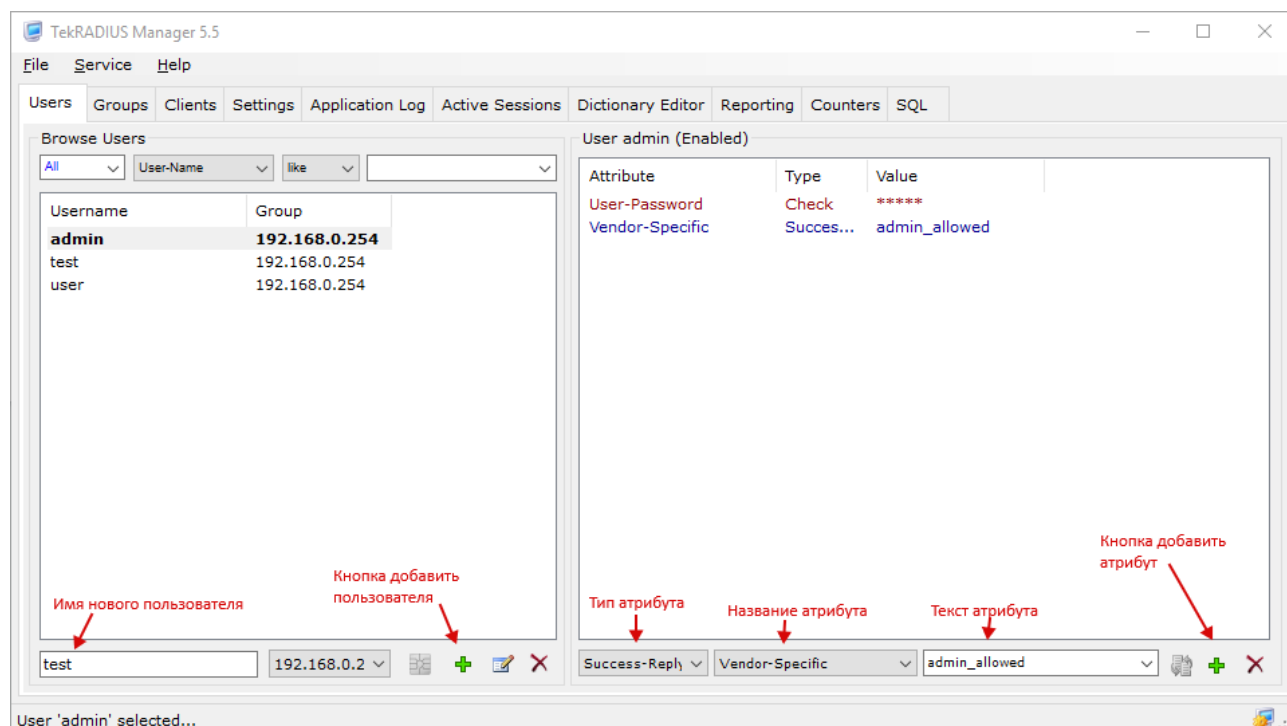 TekRADIUS Manager 5.5
File Service Help
Users Groups Clients Settings Application Log Active Sessions Dictionary Editor Reporting Counters SQL
Browse Users
All User-Name like
Username Group
admin 192.168.0.254
test 192.168.0.254
user 192.168.0.254
Имя нового пользователя
Кнопка добавить
пользователя
test 192.168.0.2
User admin (Enabled)
Attribute Type Value
User-Password Check *****
Vendor-Specific Succes... admin_allowed
Кнопка добавить
атрибут
Тип атрибута Название атрибута Текст атрибута
Success-Reply Vendor-Specific admin_allowed
User 'admin' selected...